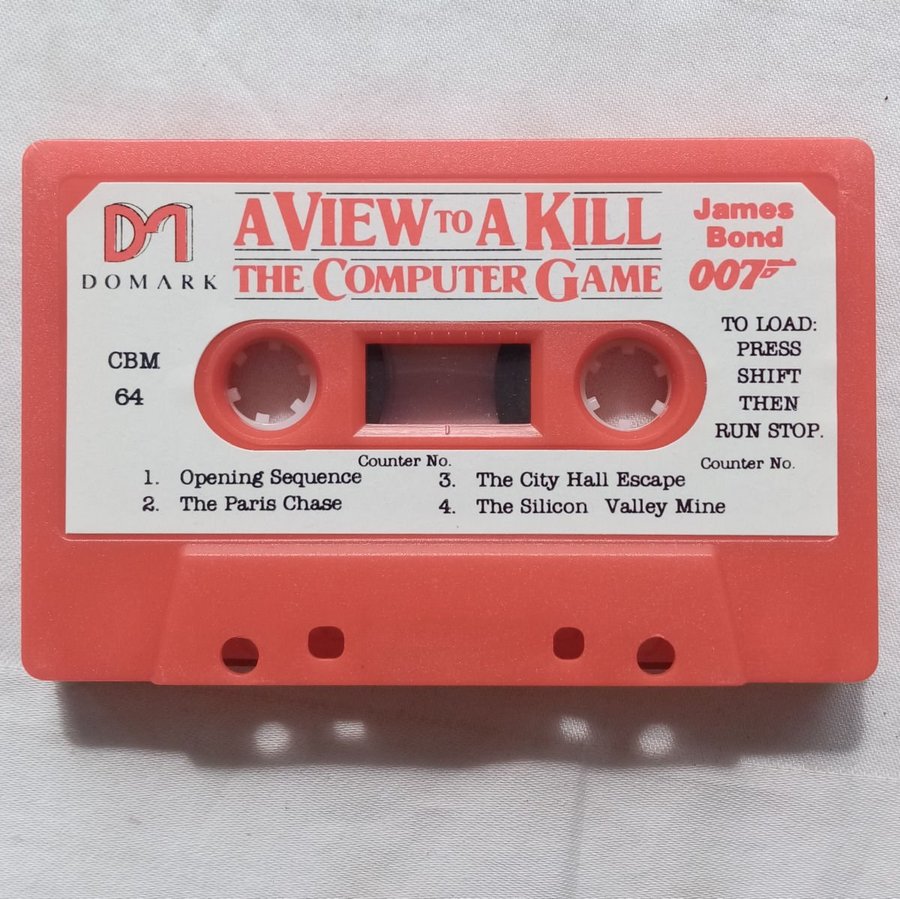 DM
DOMARK
A VIEW TO A KILL
THE COMPUTER GAME
James
Bond
007
CBM
64
TO LOAD:
PRESS
SHIFT
THEN
RUN STOP.
Counter No.
Counter No.
1. Opening Sequence
2. The Paris Chase
3. The City Hall Escape
4. The Silicon Valley Mine